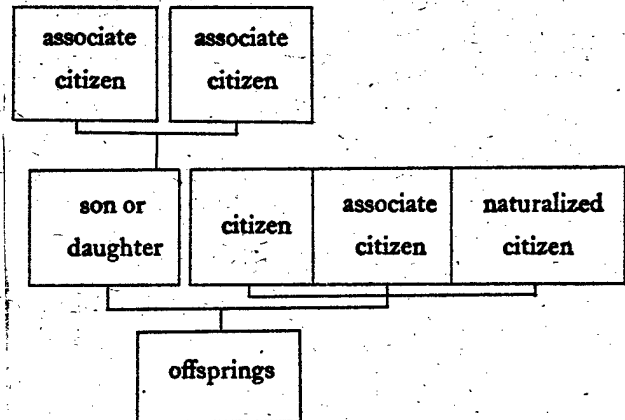 associate
citizen
associate
citizen
son or
daughter
citizen
associate
citizen
naturalized
citizen
offsprings